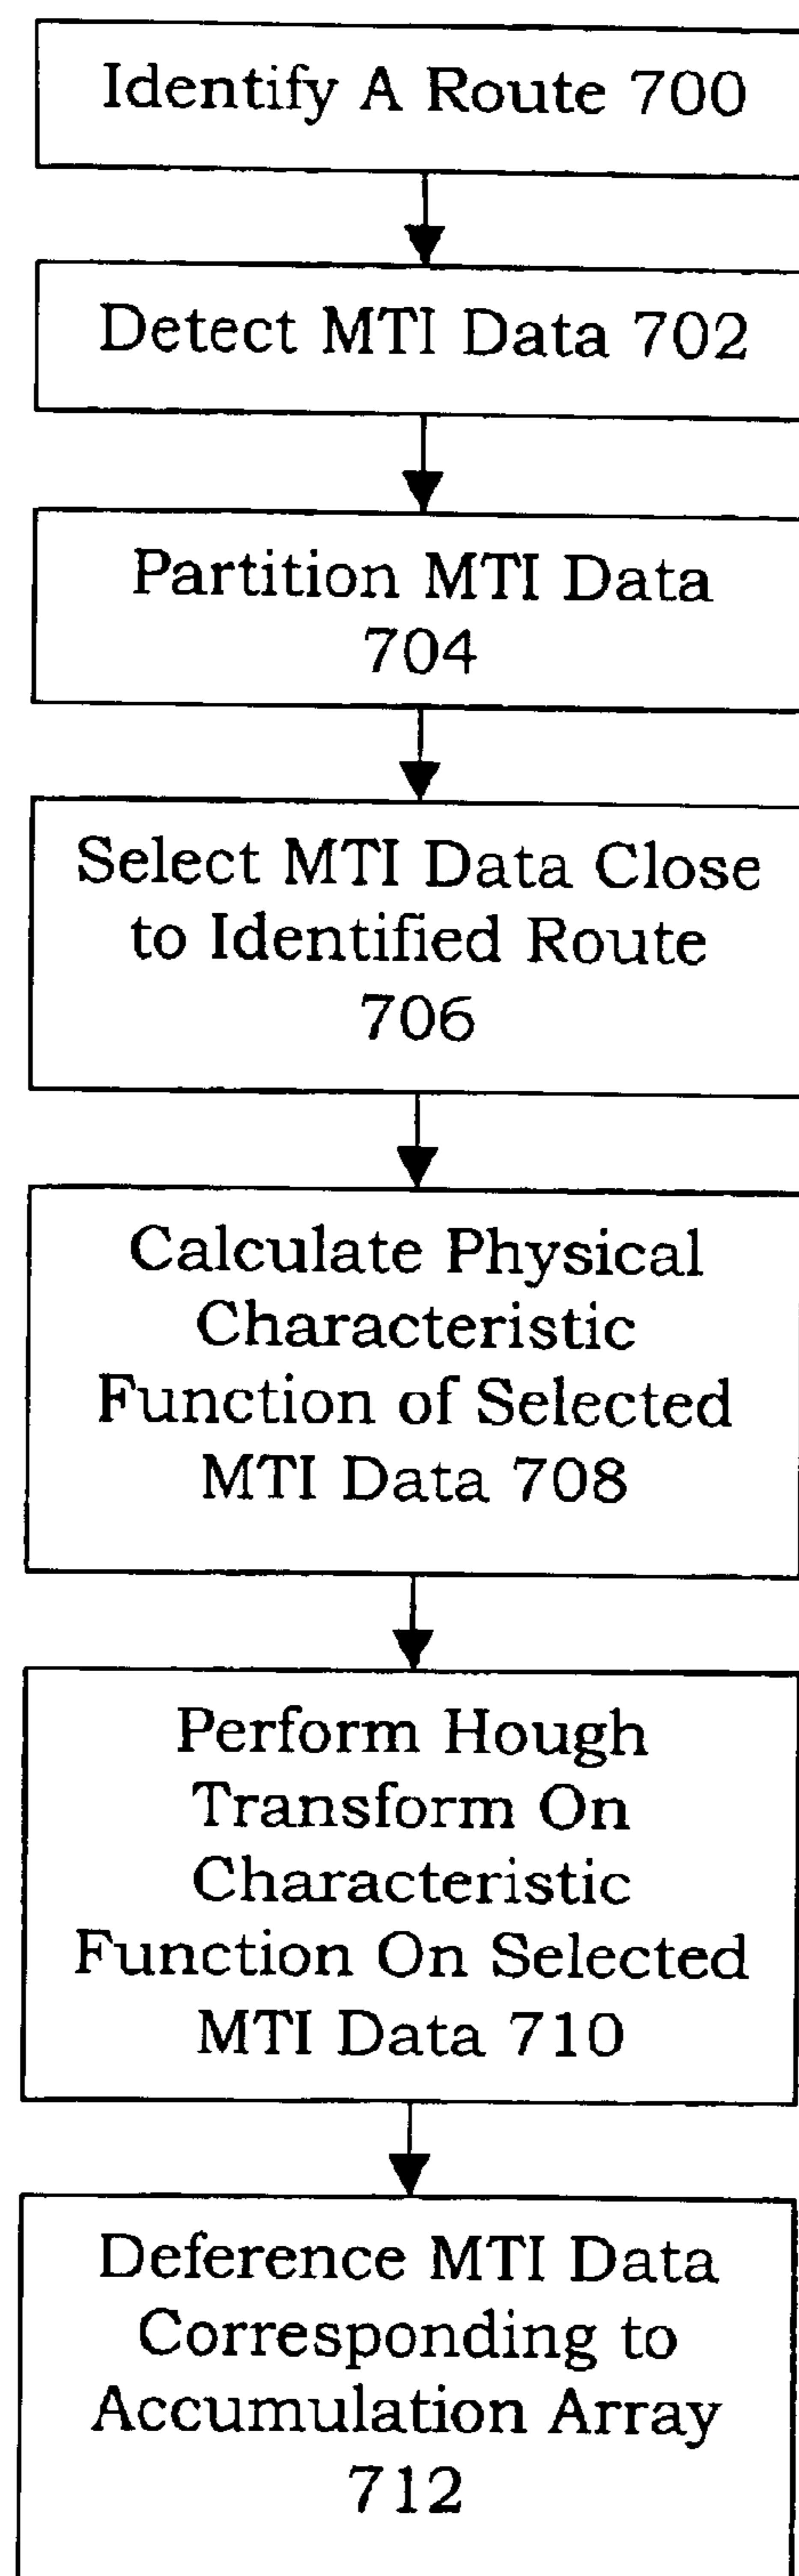 Identify A Route 700
Detect MTI Data 702
Partition MTI Data
704
Select MTI Data Close
to Identified Route
706
Calculate Physical
Characteristic
Function of Selected
MTI Data 708
Perform Hough
Transform On
Characteristic
Function On Selected
MTI Data 710
Deference MTI Data
Corresponding to
Accumulation Array
712